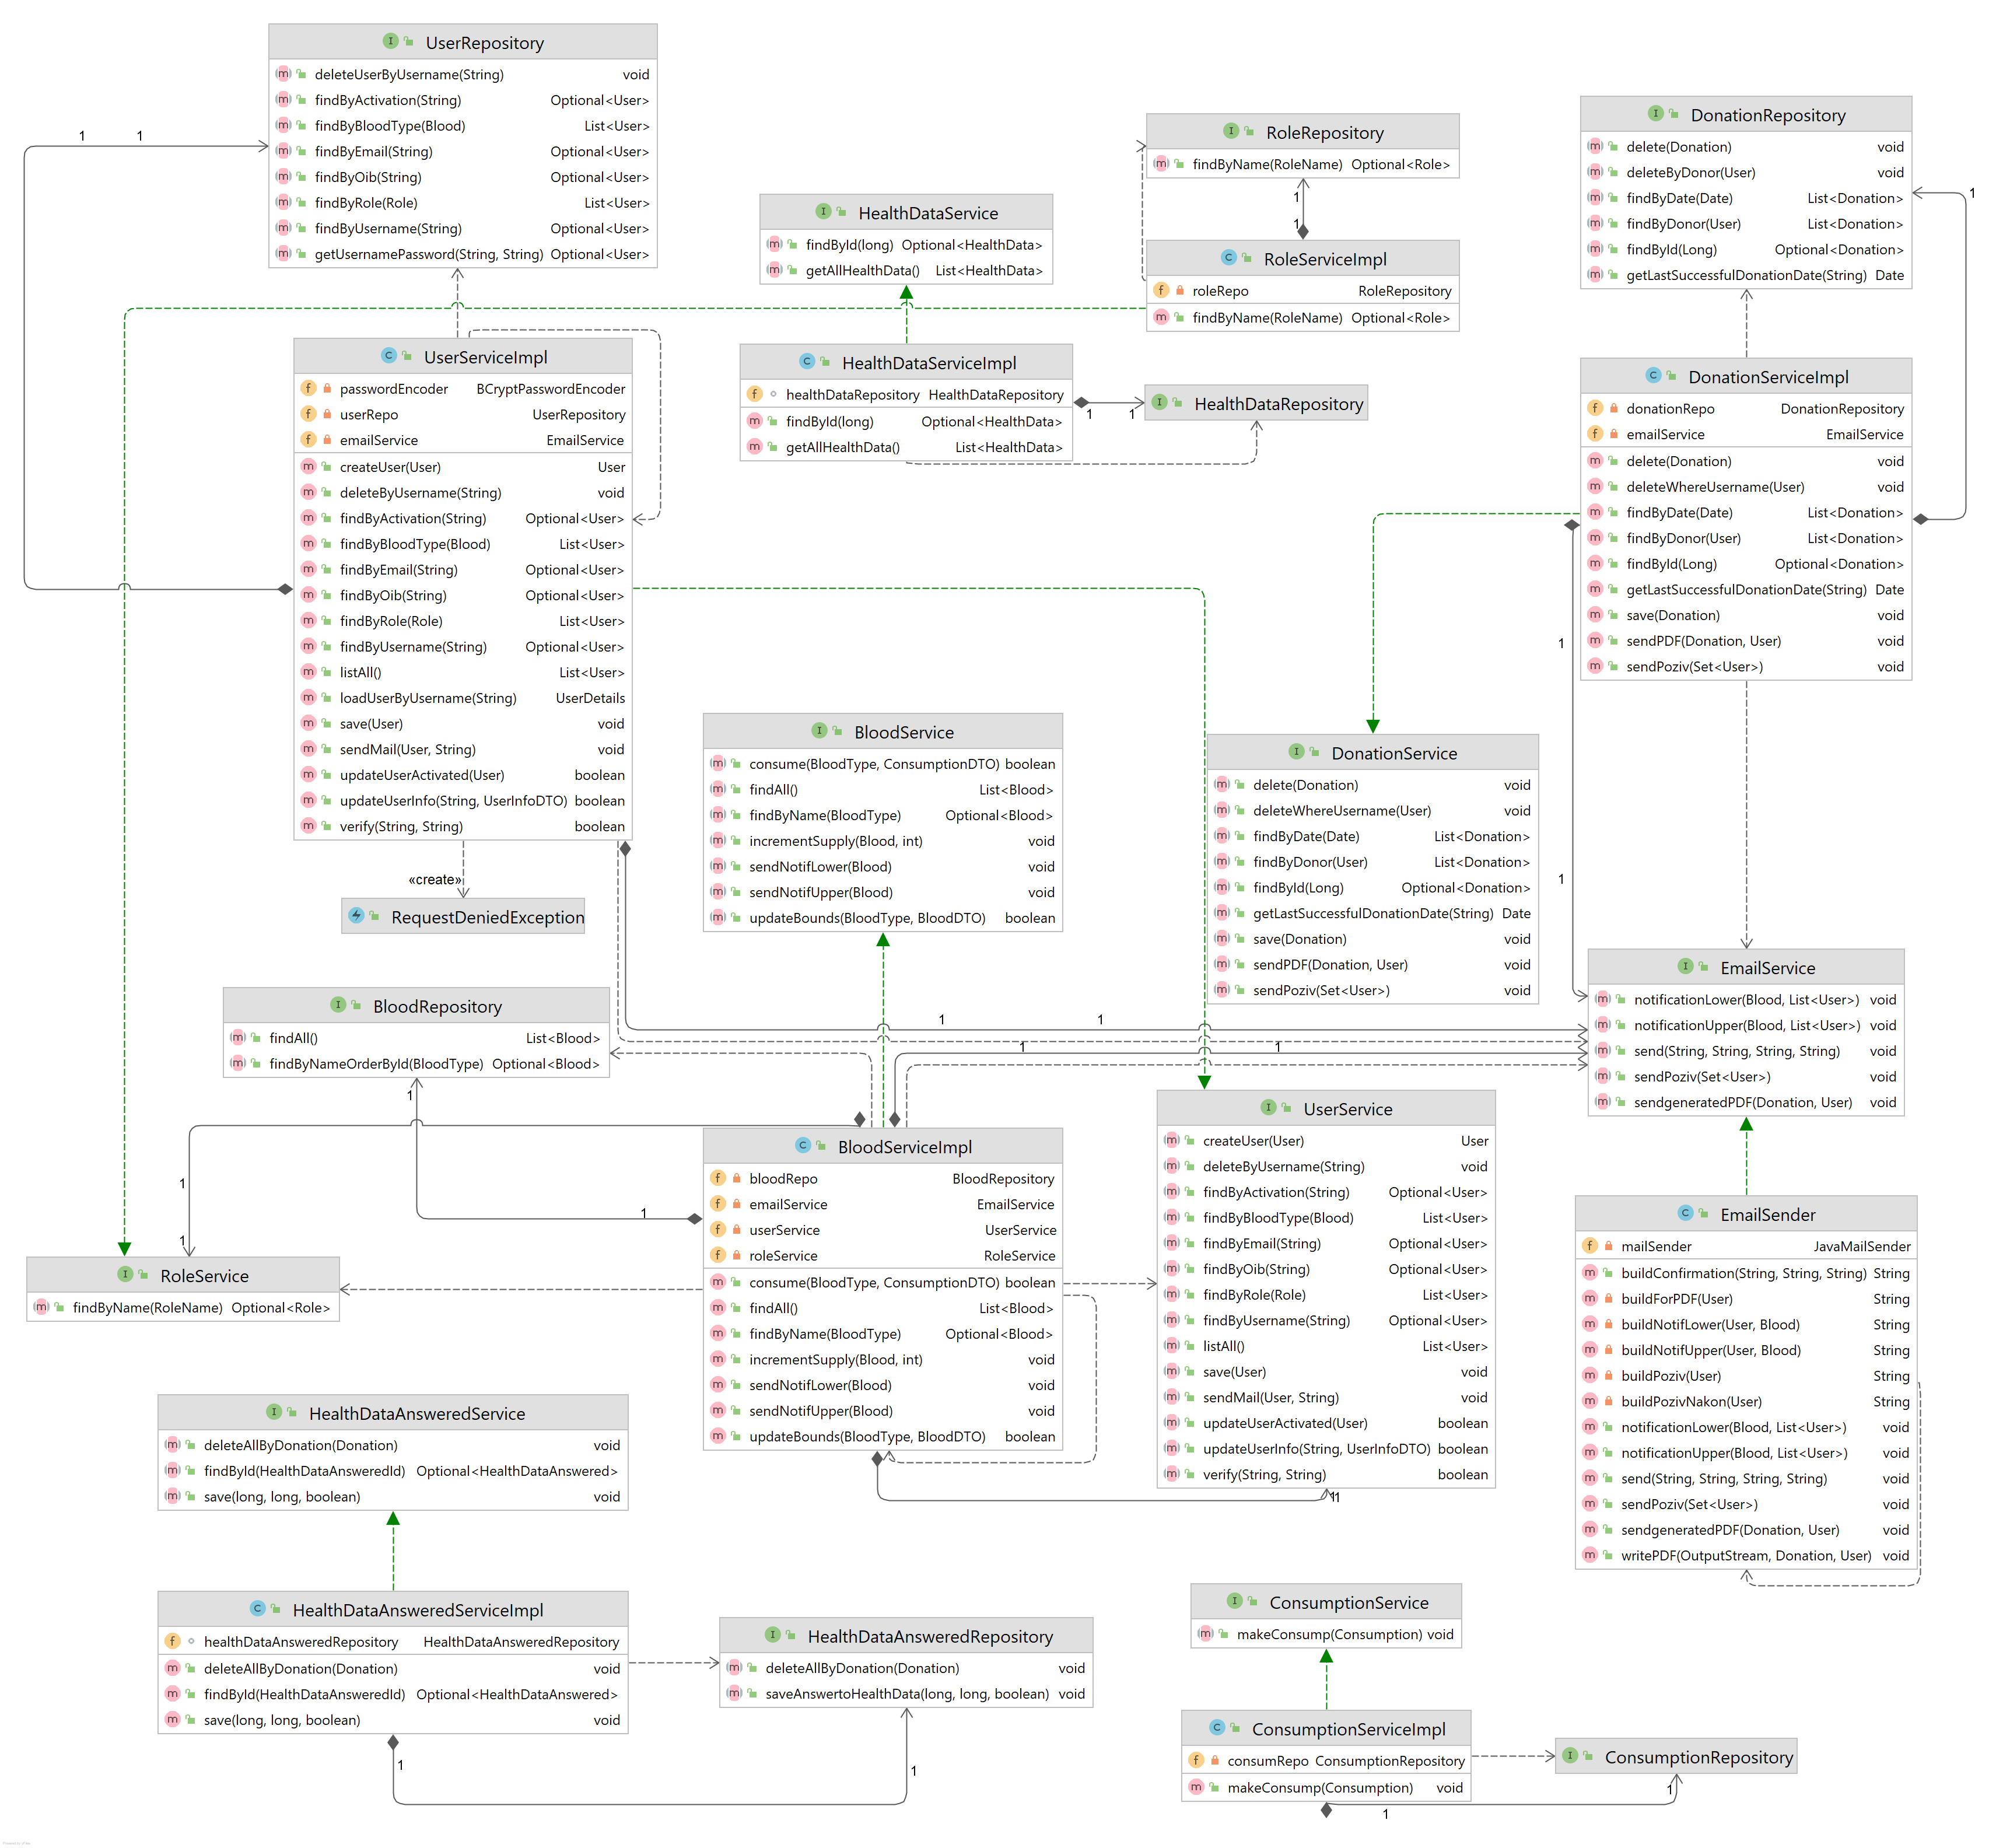 UserRepository
deleteUserByUsername(String) void
findByActivation(String) Optional<User>
findByBloodType(Blood) List<User>
findByEmail(String) Optional<User>
findByOib(String) Optional<User>
findByRole(Role) List<User>
findByUsername(String) Optional<User>
getUsernamePassword(String, String) Optional<User>
1 1
RoleRepository
findByName(RoleName) Optional<Role>
1
1
RoleServiceImpl
roleRepo RoleRepository
findByName(RoleName) Optional<Role>
DonationRepository
delete(Donation) void
deleteByDonor(User) void
findByDate(Date) List<Donation>
findByDonor(User) List<Donation>
findById(Long) Optional<Donation>
getLastSuccessfulDonationDate(String) Date
1
HealthDataService
findById(long) Optional<HealthData>
getAllHealthData() List<HealthData>
HealthDataServiceImpl
healthDataRepository HealthDataRepository
findById(long) Optional<HealthData>
getAllHealthData() List<HealthData>
1 1
HealthDataRepository
UserServiceImpl
passwordEncoder BCryptPasswordEncoder
userRepo UserRepository
emailService EmailService
createUser(User) User
deleteByUsername(String) void
findByActivation(String) Optional<User>
findByBloodType(Blood) List<User>
findByEmail(String) Optional<User>
findByOib(String) Optional<User>
findByRole(Role) List<User>
findByUsername(String) Optional<User>
listAll() List<User>
loadUserByUsername(String) UserDetails
save(User) void
sendMail(User, String) void
updateUserActivated(User) boolean
updateUserInfo(String, UserInfoDTO) boolean
verify(String, String) boolean
«create»
RequestDeniedException
DonationServiceImpl
donationRepo DonationRepository
emailService EmailService
delete(Donation) void
deleteWhereUsername(User) void
findByDate(Date) List<Donation>
findByDonor(User) List<Donation>
findById(Long) Optional<Donation>
getLastSuccessfulDonationDate(String) Date
save(Donation) void
sendPDF(Donation, User) void
sendPoziv(Set<User>) void
1
1
BloodService
consume(BloodType, ConsumptionDTO) boolean
findAll() List<Blood>
findByName(BloodType) Optional<Blood>
incrementSupply(Blood, int) void
sendNotifLower(Blood) void
sendNotifUpper(Blood) void
updateBounds(BloodType, BloodDTO) boolean
DonationService
delete(Donation) void
deleteWhereUsername(User) void
findByDate(Date) List<Donation>
findByDonor(User) List<Donation>
findById(Long) Optional<Donation>
getLastSuccessfulDonationDate(String) Date
save(Donation) void
sendPDF(Donation, User) void
sendPoziv(Set<User>) void
EmailService
notificationLower(Blood, List<User>) void
notificationUpper(Blood, List<User>) void
send(String, String, String, String) void
sendPoziv(Set<User>) void
sendgeneratedPDF(Donation, User) void
1 1
1 1
BloodRepository
findAll() List<Blood>
findByNameOrderById(BloodType) Optional<Blood>
1
1
1
1
RoleService
findByName(RoleName) Optional<Role>
BloodServiceImpl
bloodRepo BloodRepository
emailService EmailService
userService UserService
roleService RoleService
consume(BloodType, ConsumptionDTO) boolean
findAll() List<Blood>
findByName(BloodType) Optional<Blood>
incrementSupply(Blood, int) void
sendNotifLower(Blood) void
sendNotifUpper(Blood) void
updateBounds(BloodType, BloodDTO) boolean
UserService
createUser(User) User
deleteByUsername(String) void
findByActivation(String) Optional<User>
findByBloodType(Blood) List<User>
findByEmail(String) Optional<User>
findByOib(String) Optional<User>
findByRole(Role) List<User>
findByUsername(String) Optional<User>
listAll() List<User>
save(User) void
sendMail(User, String) void
updateUserActivated(User) boolean
updateUserInfo(String, UserInfoDTO) boolean
verify(String, String) boolean
11
EmailSender
mailSender JavaMailSender
buildConfirmation(String, String, String) String
buildForPDF(User) String
buildNotifLower(User, Blood) String
buildNotifUpper(User, Blood) String
buildPoziv(User) String
buildPozivNakon(User) String
notificationLower(Blood, List<User>) void
notificationUpper(Blood, List<User>) void
send(String, String, String, String) void
sendPoziv(Set<User>) void
sendgeneratedPDF(Donation, User) void
writePDF(OutputStream, Donation, User) void
HealthDataAnsweredService
deleteAllByDonation(Donation) void
findById(HealthDataAnsweredId) Optional<HealthDataAnswered>
save(long, long, boolean) void
HealthDataAnsweredServiceImpl
healthDataAnsweredRepository HealthDataAnsweredRepository
deleteAllByDonation(Donation) void
findById(HealthDataAnsweredId) Optional<HealthDataAnswered>
save(long, long, boolean) void
1
1
HealthDataAnsweredRepository
deleteAllByDonation(Donation) void
saveAnswertoHealthData(long, long, boolean) void
ConsumptionService
makeConsump(Consumption) void
ConsumptionServiceImpl
consumRepo ConsumptionRepository
makeConsump(Consumption) void
ConsumptionRepository
1
1